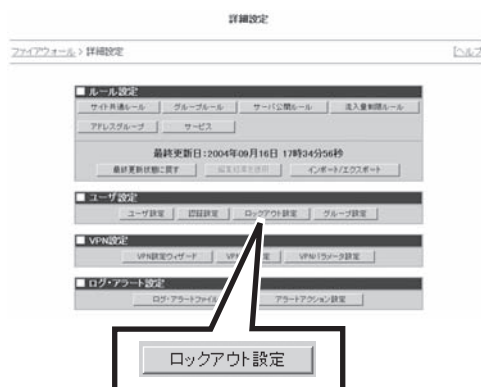 詳細設定
ファイアウォール > 詳細設定 [ヘルプ
■ ルール設定
サイト共通ルール グループルール サーバ公開ルール 流入量制限ルール
アドレスグループ サービス
最終更新日:2004年09月16日 17時34分56秒
最終更新状態に戻す 編集結果を適用 インポート/エクスポート
■ ユーザ設定
ユーザ設定 認証設定 ロックアウト設定 グループ設定
■ VPN設定
VPN設定ウィザード VPN 定 VPNパラメータ設定
■ ログ・アラート設定
ログ・アラートファイル アラートアクション設定
ロックアウト設定